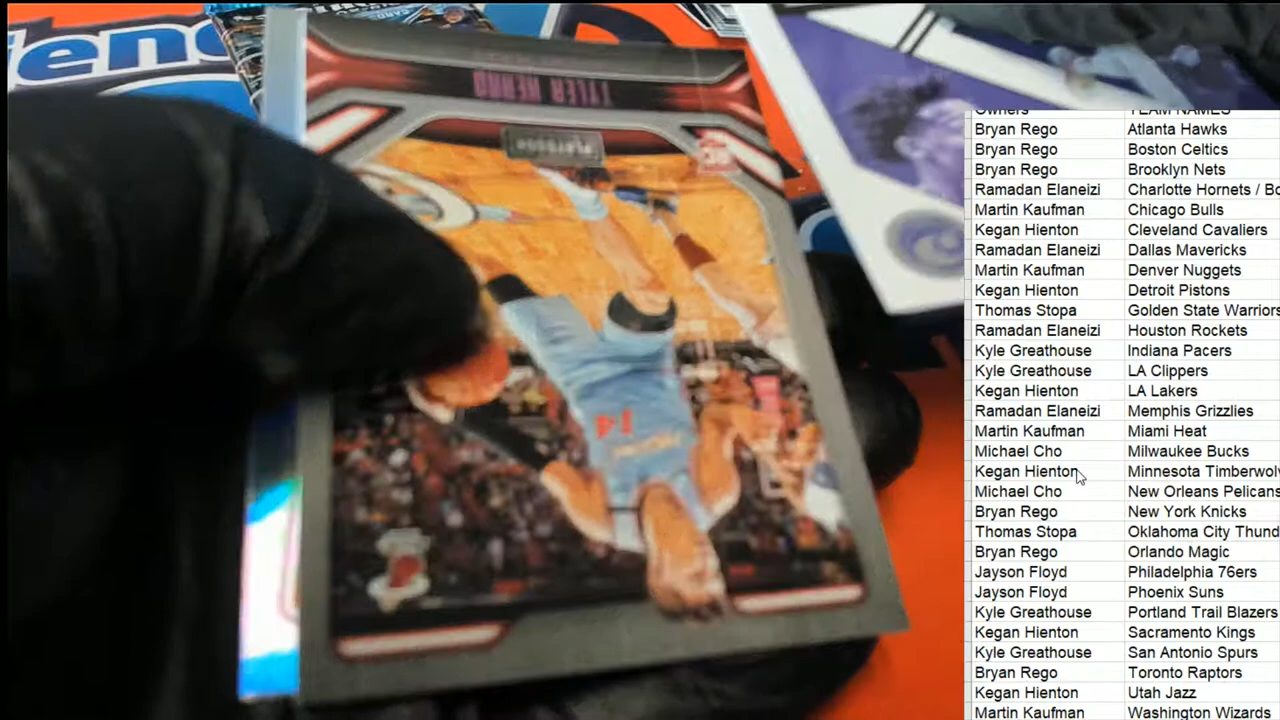 iend
TYLER HERRO
PLAYBOOK
14
Owners TEAM NAMES
Bryan Rego Atlanta Hawks
Bryan Rego Boston Celtics
Bryan Rego Brooklyn Nets
Ramadan Elaneizi Charlotte Hornets / Bo
Martin Kaufman Chicago Bulls
Kegan Hienton Cleveland Cavaliers
Ramadan Elaneizi Dallas Mavericks
Martin Kaufman Denver Nuggets
Kegan Hienton Detroit Pistons
Thomas Stopa Golden State Warriors
Ramadan Elaneizi Houston Rockets
Kyle Greathouse Indiana Pacers
Kyle Greathouse LA Clippers
Kegan Hienton LA Lakers
Ramadan Elaneizi Memphis Grizzlies
Martin Kaufman Miami Heat
Michael Cho Milwaukee Bucks
Kegan Hienton Minnesota Timberwolv
Michael Cho New Orleans Pelicans
Bryan Rego New York Knicks
Thomas Stopa Oklahoma City Thund
Bryan Rego Orlando Magic
Jayson Floyd Philadelphia 76ers
Jayson Floyd Phoenix Suns
Kyle Greathouse Portland Trail Blazers
Kegan Hienton Sacramento Kings
Kyle Greathouse San Antonio Spurs
Bryan Rego Toronto Raptors
Kegan Hienton Utah Jazz
Martin Kaufman Washington Wizards